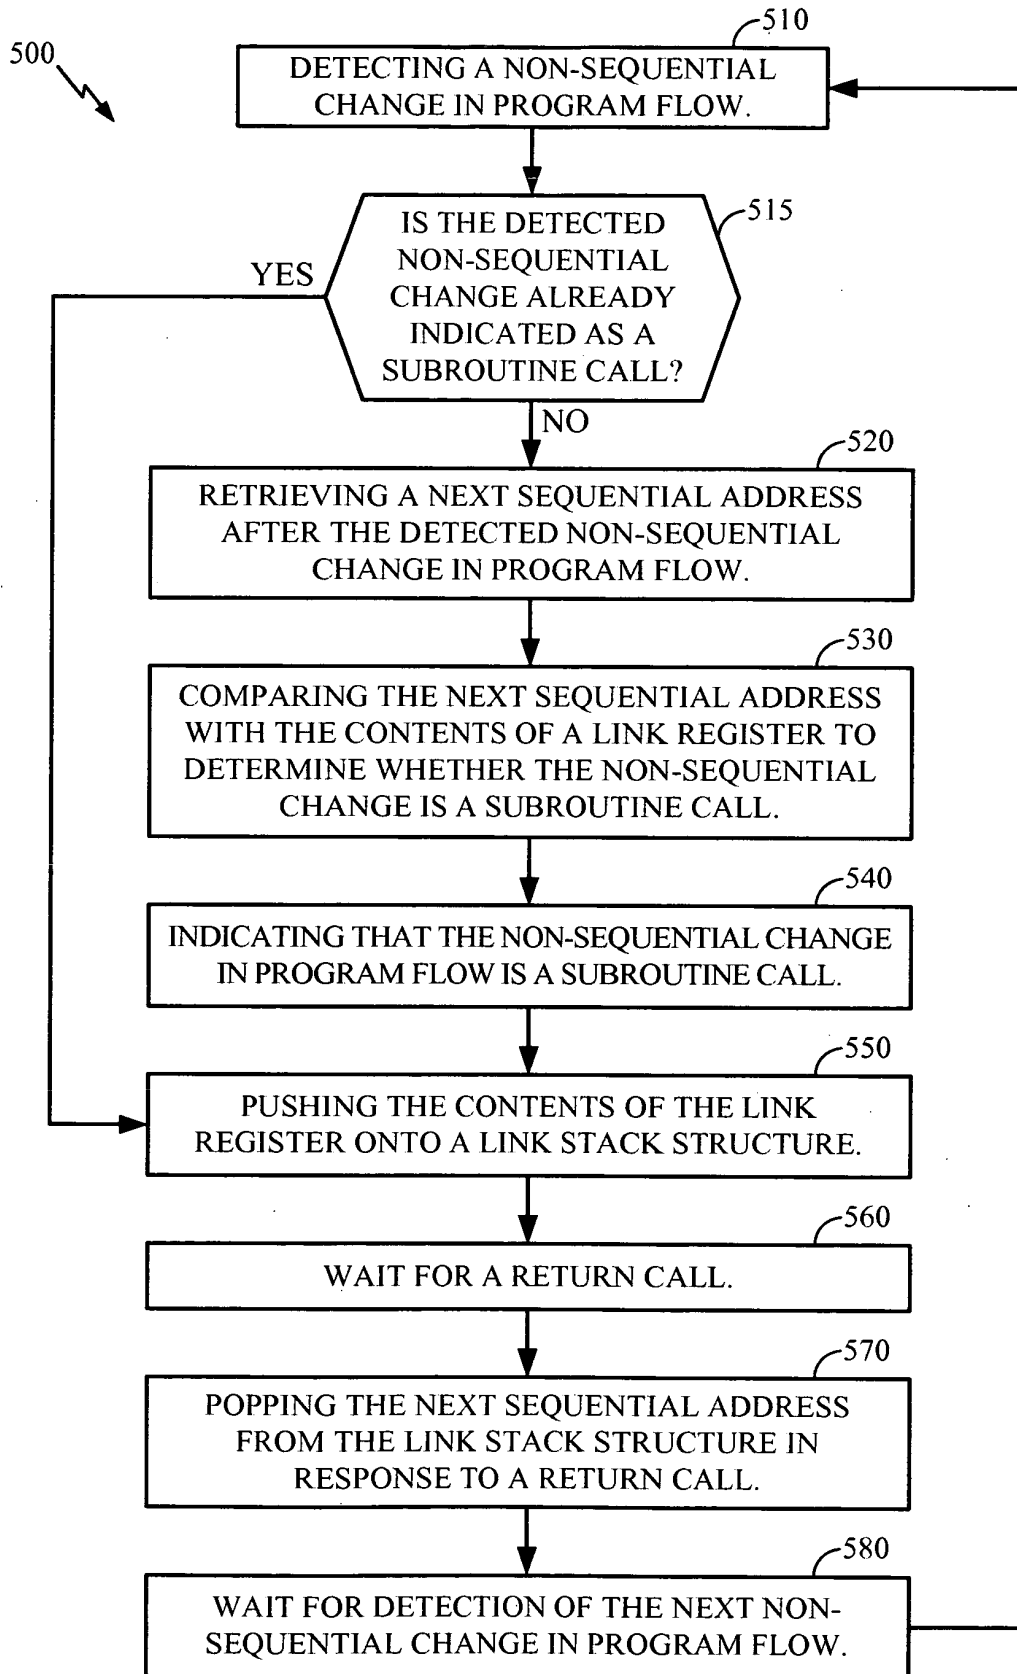 500
510
DETECTING A NON-SEQUENTIAL
CHANGE IN PROGRAM FLOW.
515
IS THE DETECTED
NON-SEQUENTIAL
CHANGE ALREADY
INDICATED AS A
SUBROUTINE CALL?
YES
NO
520
RETRIEVING A NEXT SEQUENTIAL ADDRESS
AFTER THE DETECTED NON-SEQUENTIAL
CHANGE IN PROGRAM FLOW.
530
COMPARING THE NEXT SEQUENTIAL ADDRESS
WITH THE CONTENTS OF A LINK REGISTER TO
DETERMINE WHETHER THE NON-SEQUENTIAL
CHANGE IS A SUBROUTINE CALL.
540
INDICATING THAT THE NON-SEQUENTIAL CHANGE
IN PROGRAM FLOW IS A SUBROUTINE CALL.
550
PUSHING THE CONTENTS OF THE LINK
REGISTER ONTO A LINK STACK STRUCTURE.
560
WAIT FOR A RETURN CALL.
570
POPPING THE NEXT SEQUENTIAL ADDRESS
FROM THE LINK STACK STRUCTURE IN
RESPONSE TO A RETURN CALL.
580
WAIT FOR DETECTION OF THE NEXT NON-
SEQUENTIAL CHANGE IN PROGRAM FLOW.